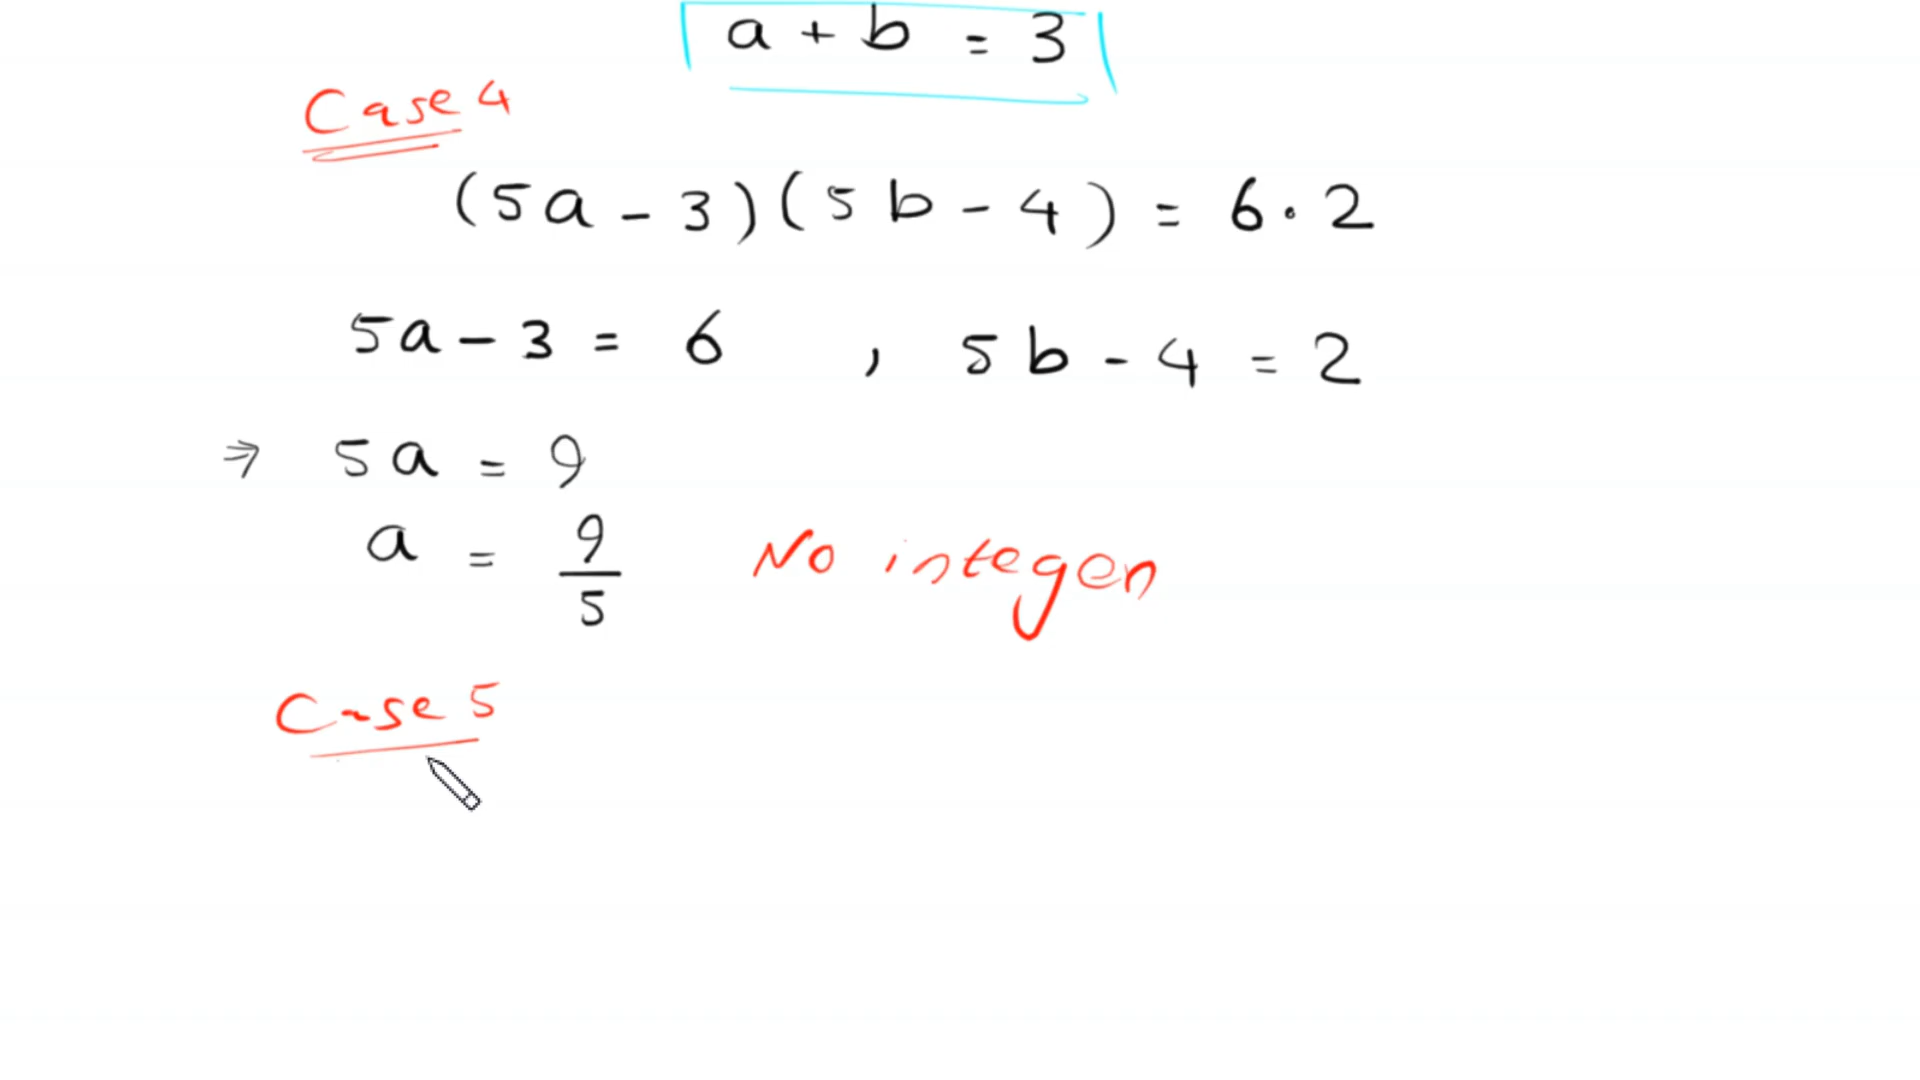 a + b = 3
Case 4
(5a - 3)(5b - 4) = 6 · 2
5a - 3 = 6 , 5b - 4 = 2
⇒ 5a = 9
a = 9/5 No integer
Case 5